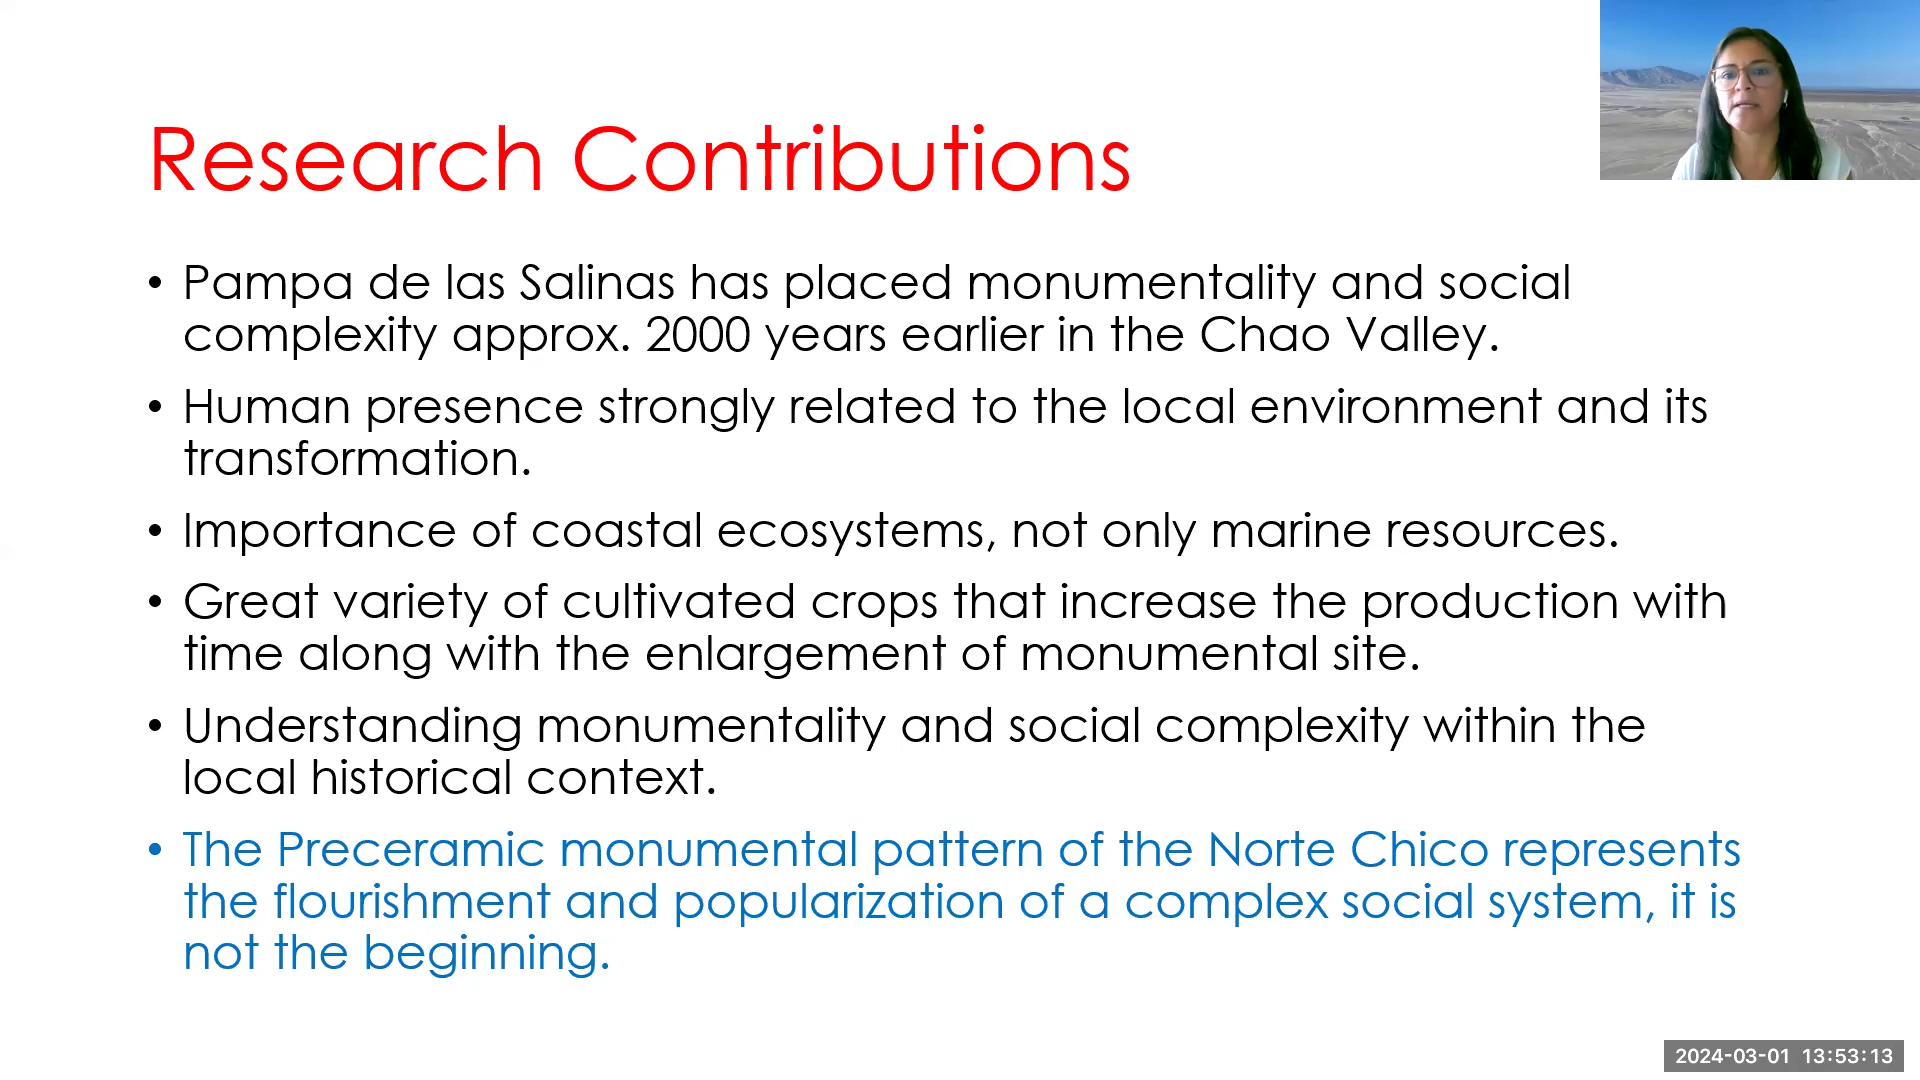 Research Contributions
• Pampa de las Salinas has placed monumentality and social
complexity approx. 2000 years earlier in the Chao Valley.
• Human presence strongly related to the local environment and its
transformation.
• Importance of coastal ecosystems, not only marine resources.
• Great variety of cultivated crops that increase the production with
time along with the enlargement of monumental site.
• Understanding monumentality and social complexity within the
local historical context.
• The Preceramic monumental pattern of the Norte Chico represents
the flourishment and popularization of a complex social system, it is
not the beginning.
2024-03-01 13:53:13